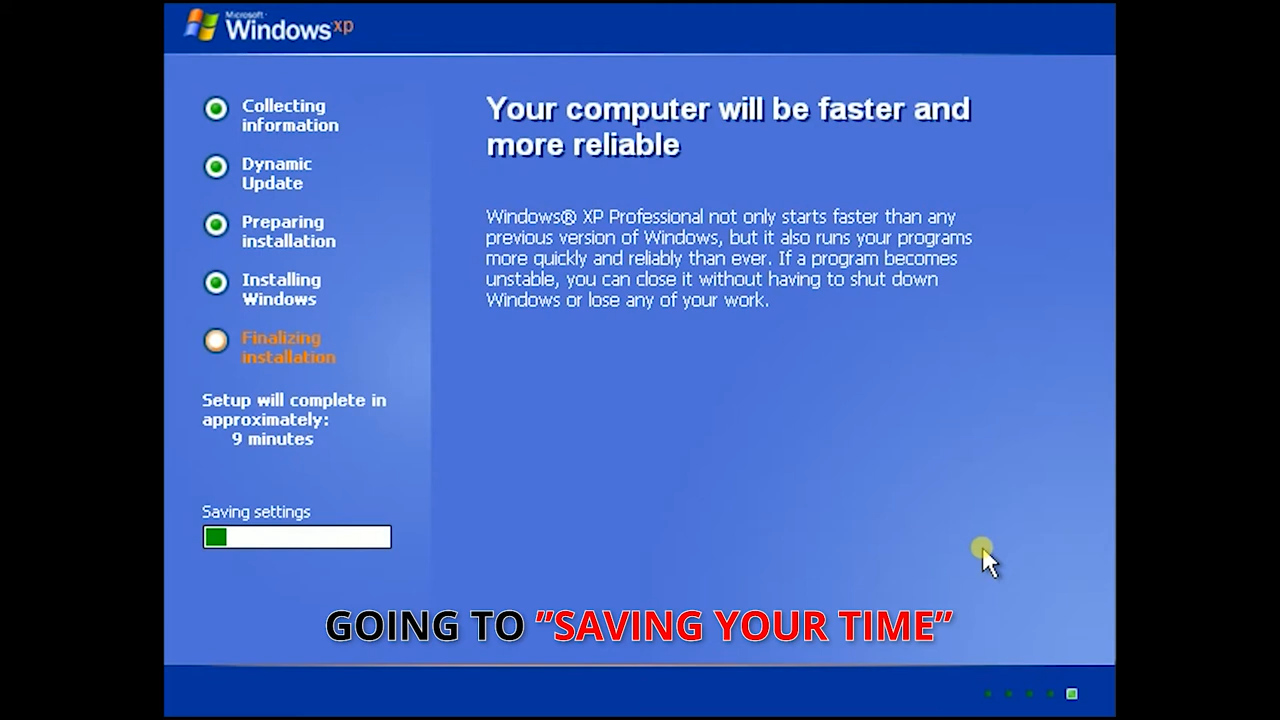 Microsoft®
Windows xp
Collecting
information
Dynamic
Update
Preparing
installation
Installing
Windows
Finalizing
installation
Setup will complete in
approximately:
9 minutes
Saving settings
Your computer will be faster and
more reliable
Windows® XP Professional not only starts faster than any
previous version of Windows, but it also runs your programs
more quickly and reliably than ever. If a program becomes
unstable, you can close it without having to shut down
Windows or lose any of your work.
GOING TO ”SAVING YOUR TIME”